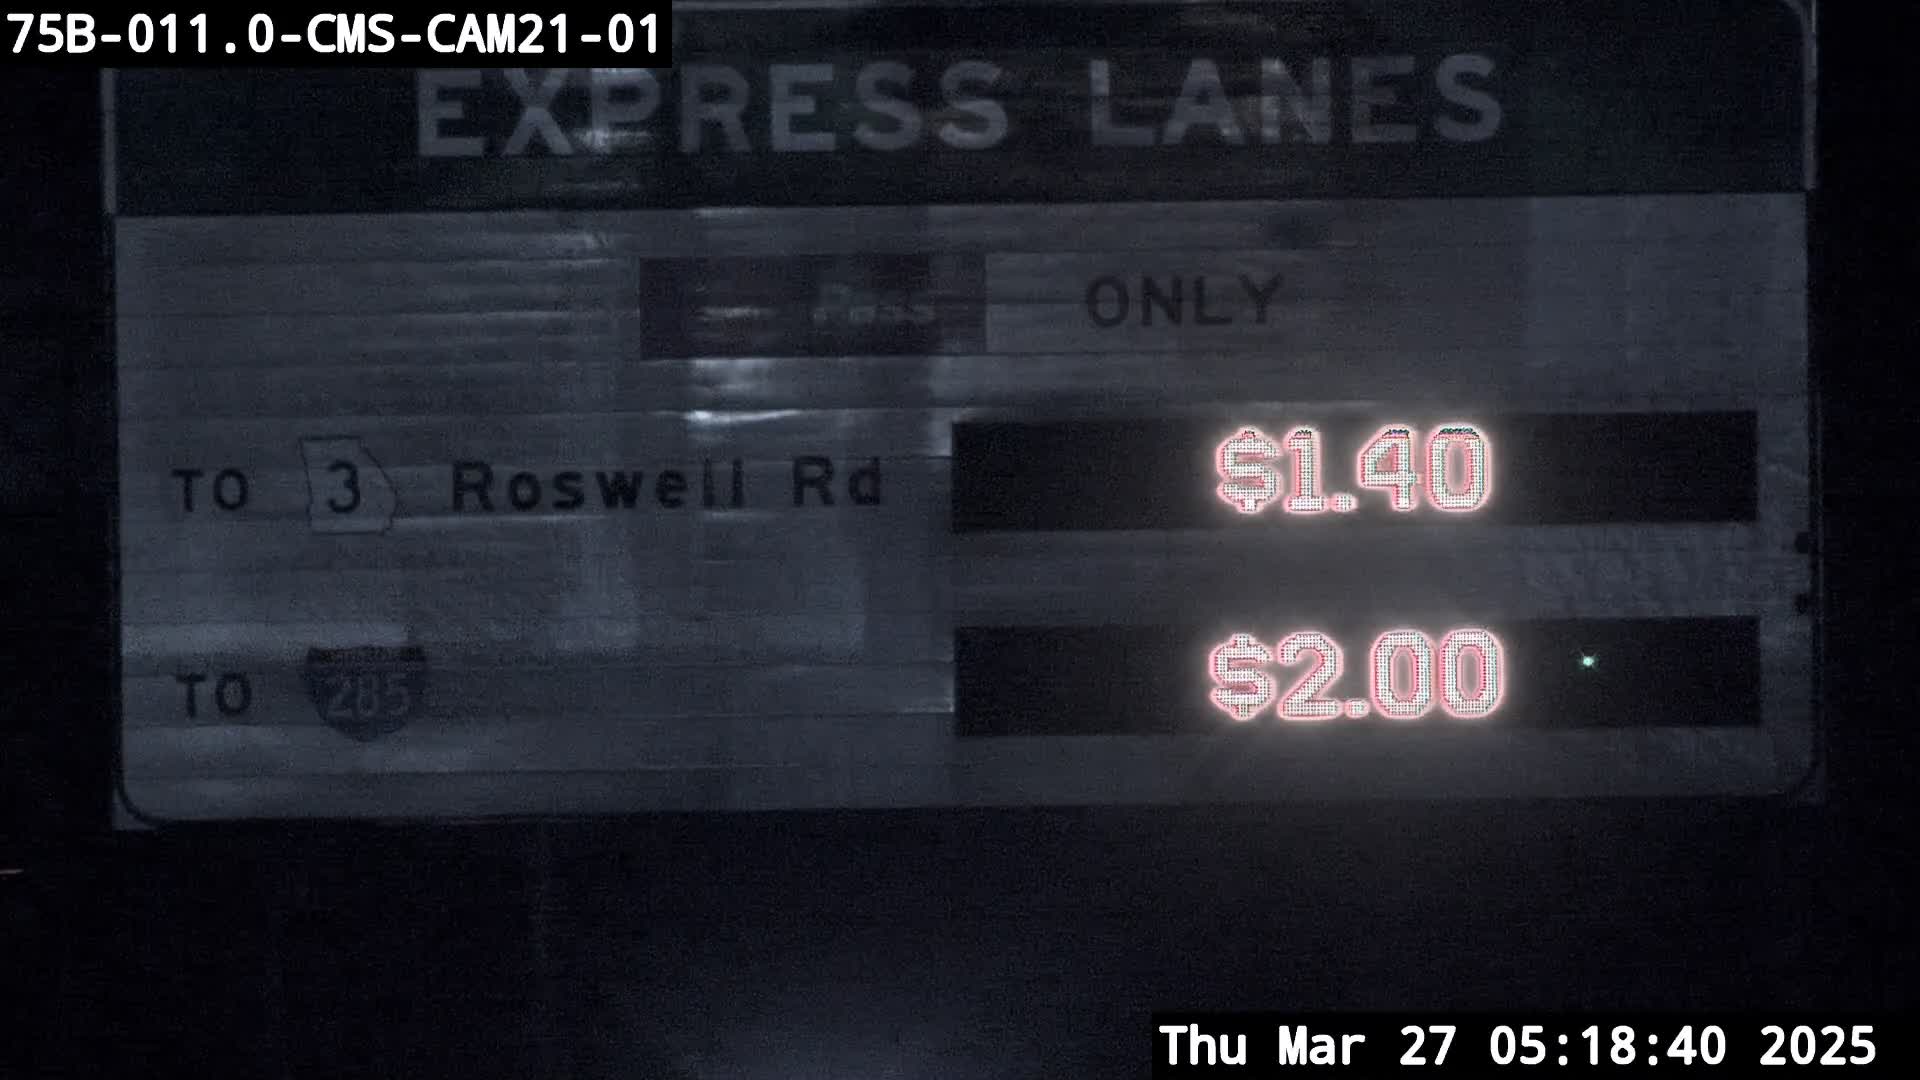 75B-011.0-CMS-CAM21-01
EXPRESS LANES
Pass ONLY
TO 3 Roswell Rd $1.40
TO 285 $2.00
Thu Mar 27 05:18:40 2025